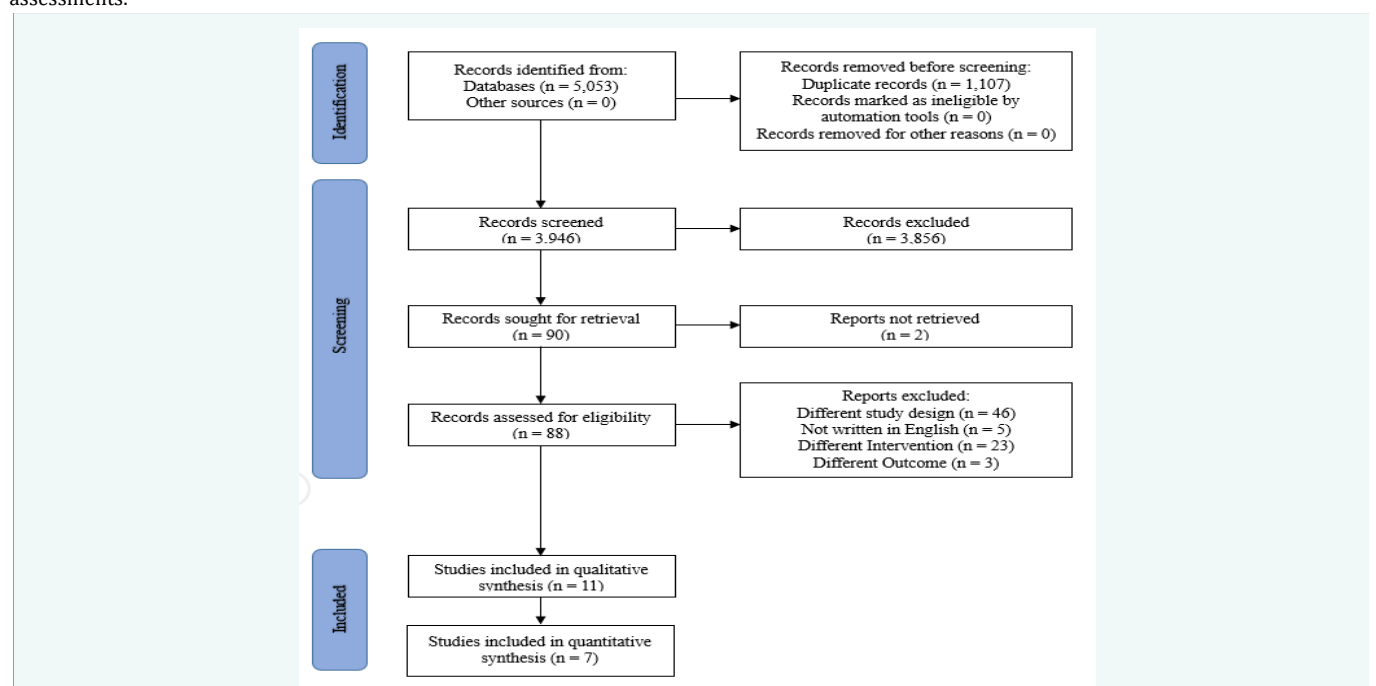 assessments.
Identification
Records identified from:
Databases (n = 5,053)
Other sources (n = 0)
Records removed before screening:
Duplicate records (n = 1,107)
Records marked as ineligible by
automation tools (n = 0)
Records removed for other reasons (n = 0)
Screening
Records screened
(n = 3.946)
Records excluded
(n = 3.856)
Records sought for retrieval
(n = 90)
Reports not retrieved
(n = 2)
Records assessed for eligibility
(n = 88)
Reports excluded:
Different study design (n = 46)
Not written in English (n = 5)
Different Intervention (n = 23)
Different Outcome (n = 3)
Included
Studies included in qualitative
synthesis (n = 11)
Studies included in quantitative
synthesis (n = 7)